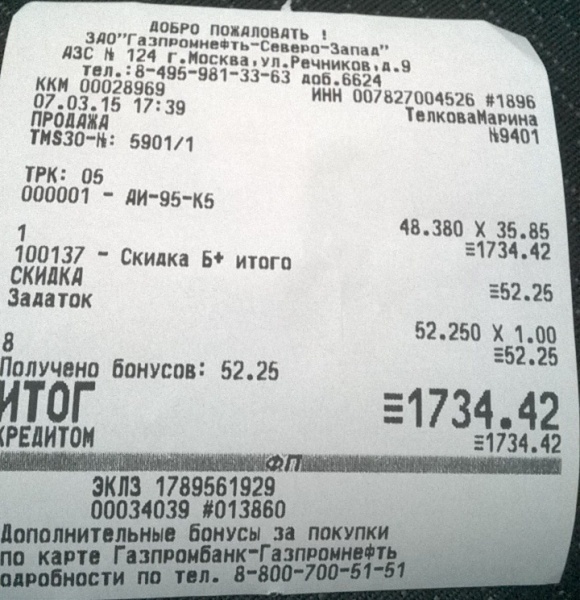 ДОБРО ПОЖАЛОВАТЬ !
ЗАО"Газпромнефть-Северо-Запад"
АЗС № 124 г.Москва,ул.Речников,д.9
тел.:8-495-981-33-63 доб.6624
ККМ 00028969 ИНН 007827004526 #1896
07.03.15 17:39 ТелковаМарина
ПРОДАЖА №9401
TMS30-№: 5901/1
ТРК: 05
000001 - АИ-95-К5
48.380 X 35.85
1 ≡1734.42
100137 - Скидка Б+ итого
СКИДКА ≡52.25
Задаток
52.250 X 1.00
8 ≡52.25
Получено бонусов: 52.25
ИТОГ ≡1734.42
КРЕДИТОМ ≡1734.42
ФП
ЭКЛЗ 1789561929
00034039 #013860
Дополнительные бонусы за покупки
по карте Газпромбанк-Газпромнефть
одробности по тел. 8-800-700-51-51